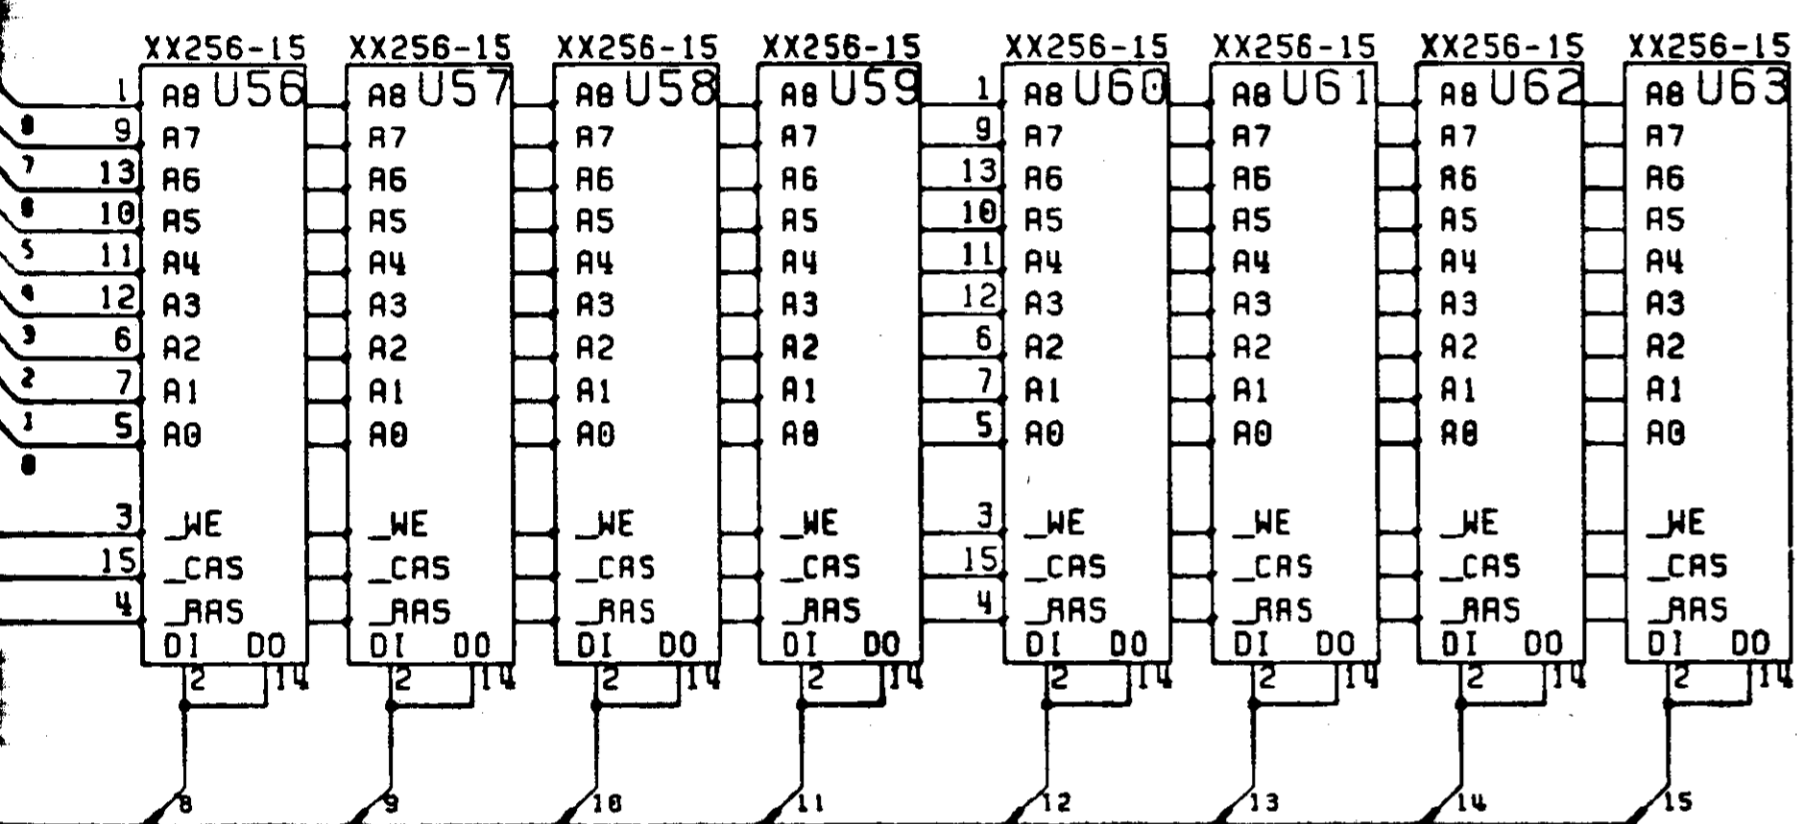 XX256-15 XX256-15 XX256-15 XX256-15 XX256-15 XX256-15 XX256-15 XX256-15
1 A8 U56 A8 U57 A8 U58 A8 U59 1 A8 U60 A8 U61 A8 U62 A8 U63
8 9 A7 A7 A7 A7 9 A7 A7 A7 A7
7 13 A6 A6 A6 A6 13 A6 A6 A6 A6
6 10 A5 A5 A5 A5 10 A5 A5 A5 A5
5 11 A4 A4 A4 A4 11 A4 A4 A4 A4
4 12 A3 A3 A3 A3 12 A3 A3 A3 A3
3 6 A2 A2 A2 A2 6 A2 A2 A2 A2
2 7 A1 A1 A1 A1 7 A1 A1 A1 A1
1 5 A0 A0 A0 A0 5 A0 A0 A0 A0
0
3 _WE _WE _WE _WE 3 _WE _WE _WE _WE
15 _CAS _CAS _CAS _CAS 15 _CAS _CAS _CAS _CAS
4 _RAS _RAS _RAS _RAS 4 _RAS _RAS _RAS _RAS
DI DO DI DO DI DO DI DO DI DO DI DO DI DO DI DO
2 14 2 14 2 14 2 14 2 14 2 14 2 14 2 14
8 9 10 11 12 13 14 15